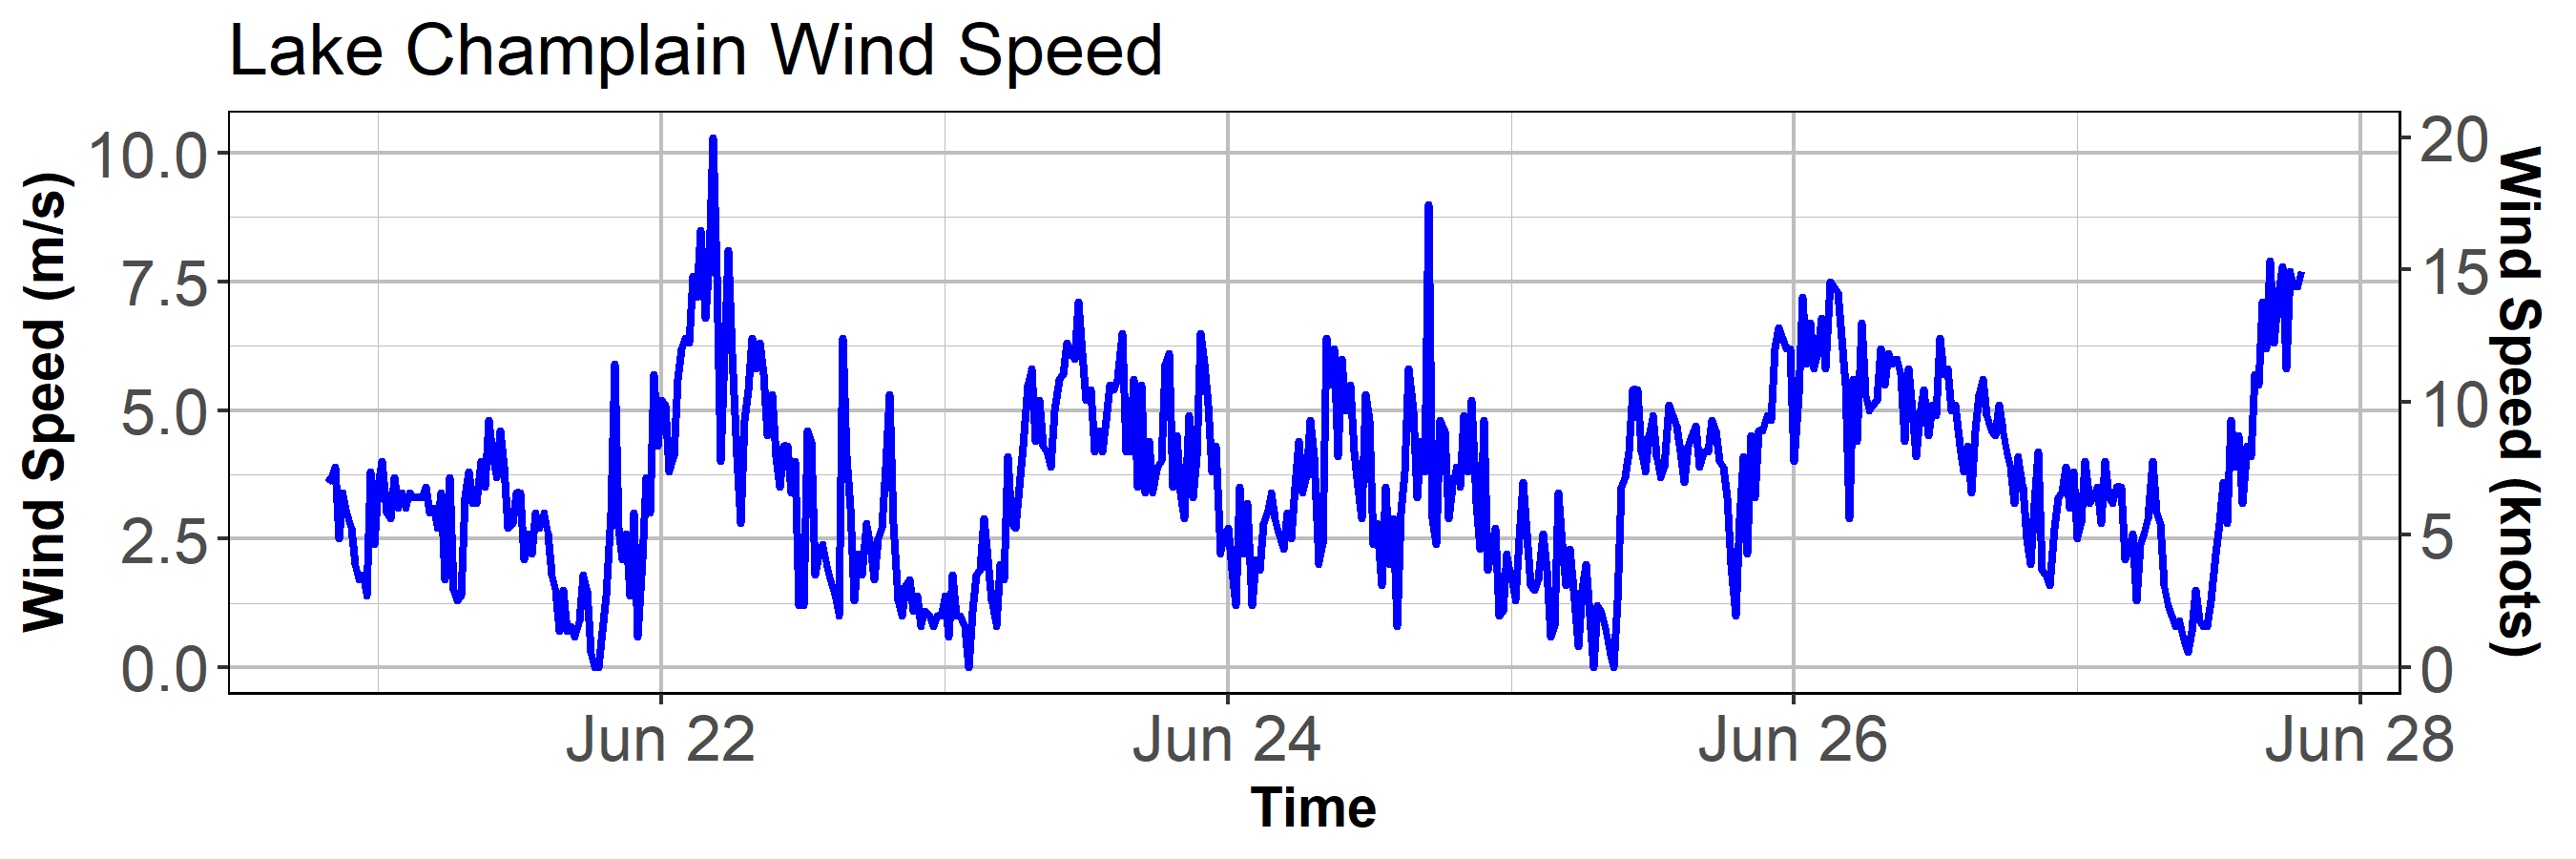 Lake Champlain Wind Speed
Wind Speed (m/s)
10.0
7.5
5.0
2.5
0.0
20
15
10
5
0
Wind Speed (knots)
Jun 22
Jun 24
Jun 26
Jun 28
Time